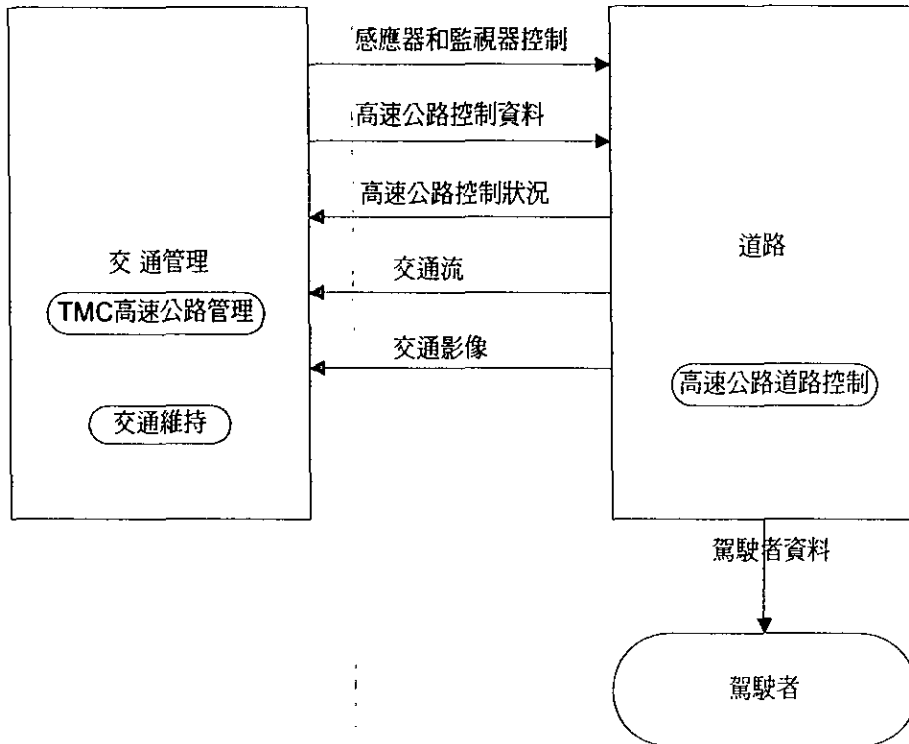 感應器和監視器控制
高速公路控制資料
高速公路控制狀況
交通流
交通影像
交 通管理
TMC高速公路管理
交通維持
道路
高速公路道路控制
駕駛者資料
駕駛者